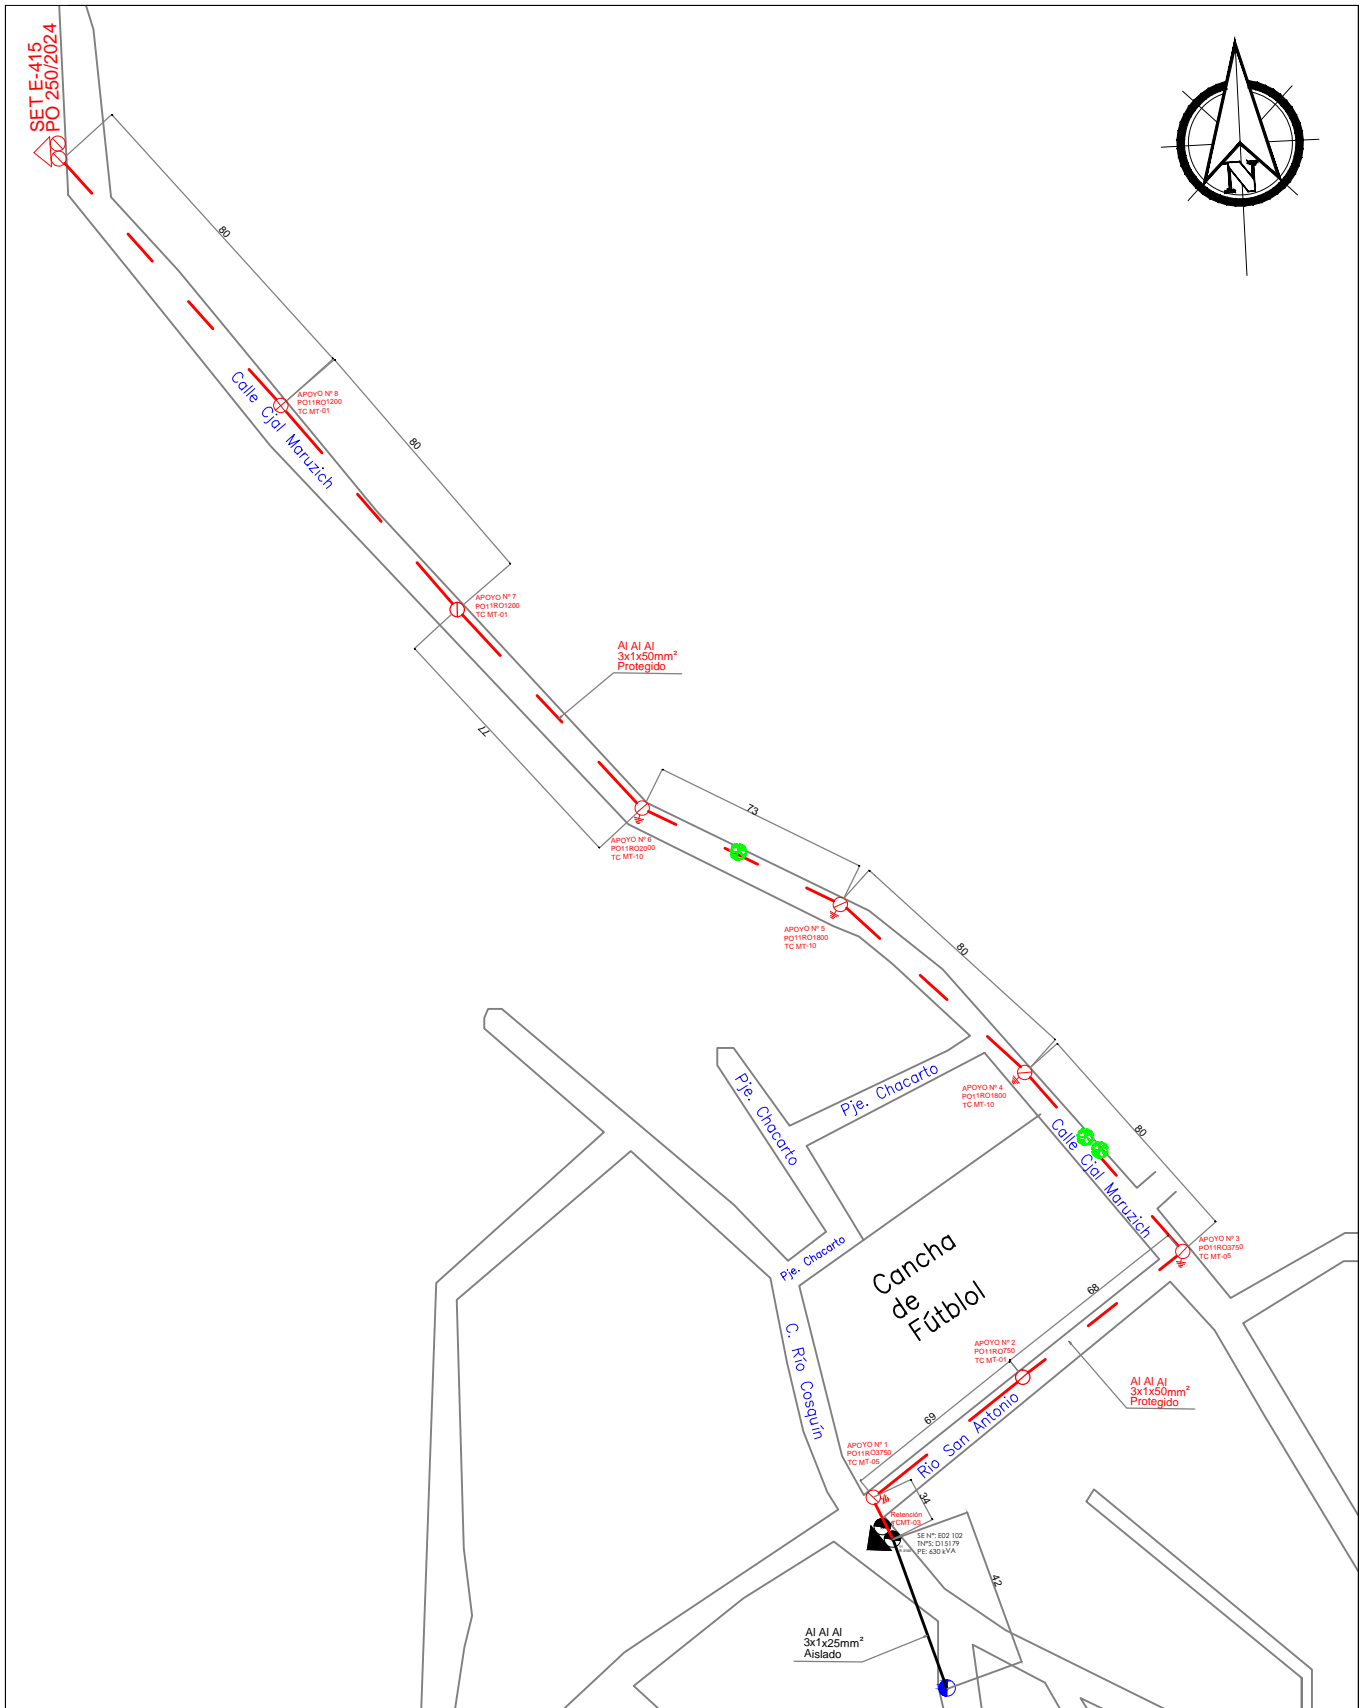 SET E-415
PO 250/2024
N
80
Calle Cjal Maruzich
APOYO Nº 8
PO11RO1200
TC MT-01
80
APOYO Nº 7
PO11RO1200
TC MT-01
Al Al Al
3x1x50mm²
Protegido
77
73
APOYO Nº 6
PO11RO2000
TC MT-10
APOYO Nº 5
PO11RO1800
TC MT-10
80
Pje. Chacarto
Pje. Chacarto
APOYO Nº 4
PO11RO1800
TC MT-10
80
Calle Cjal Maruzich
Pje. Chacarto
Cancha
de
Fútblol
APOYO Nº 3
PO11RO3750
TC MT-05
68
C. Río Cosquín
APOYO Nº 2
PO11RO750
TC MT-01
Al Al Al
3x1x50mm²
Protegido
69
Rio San Antonio
APOYO Nº 1
PO11RO3750
TC MT-05
34
Retención
TCMT-03
SE Nº: E02 102
TNºS: D15179
PE: 630 kVA
42
Al Al Al
3x1x25mm²
Aislado